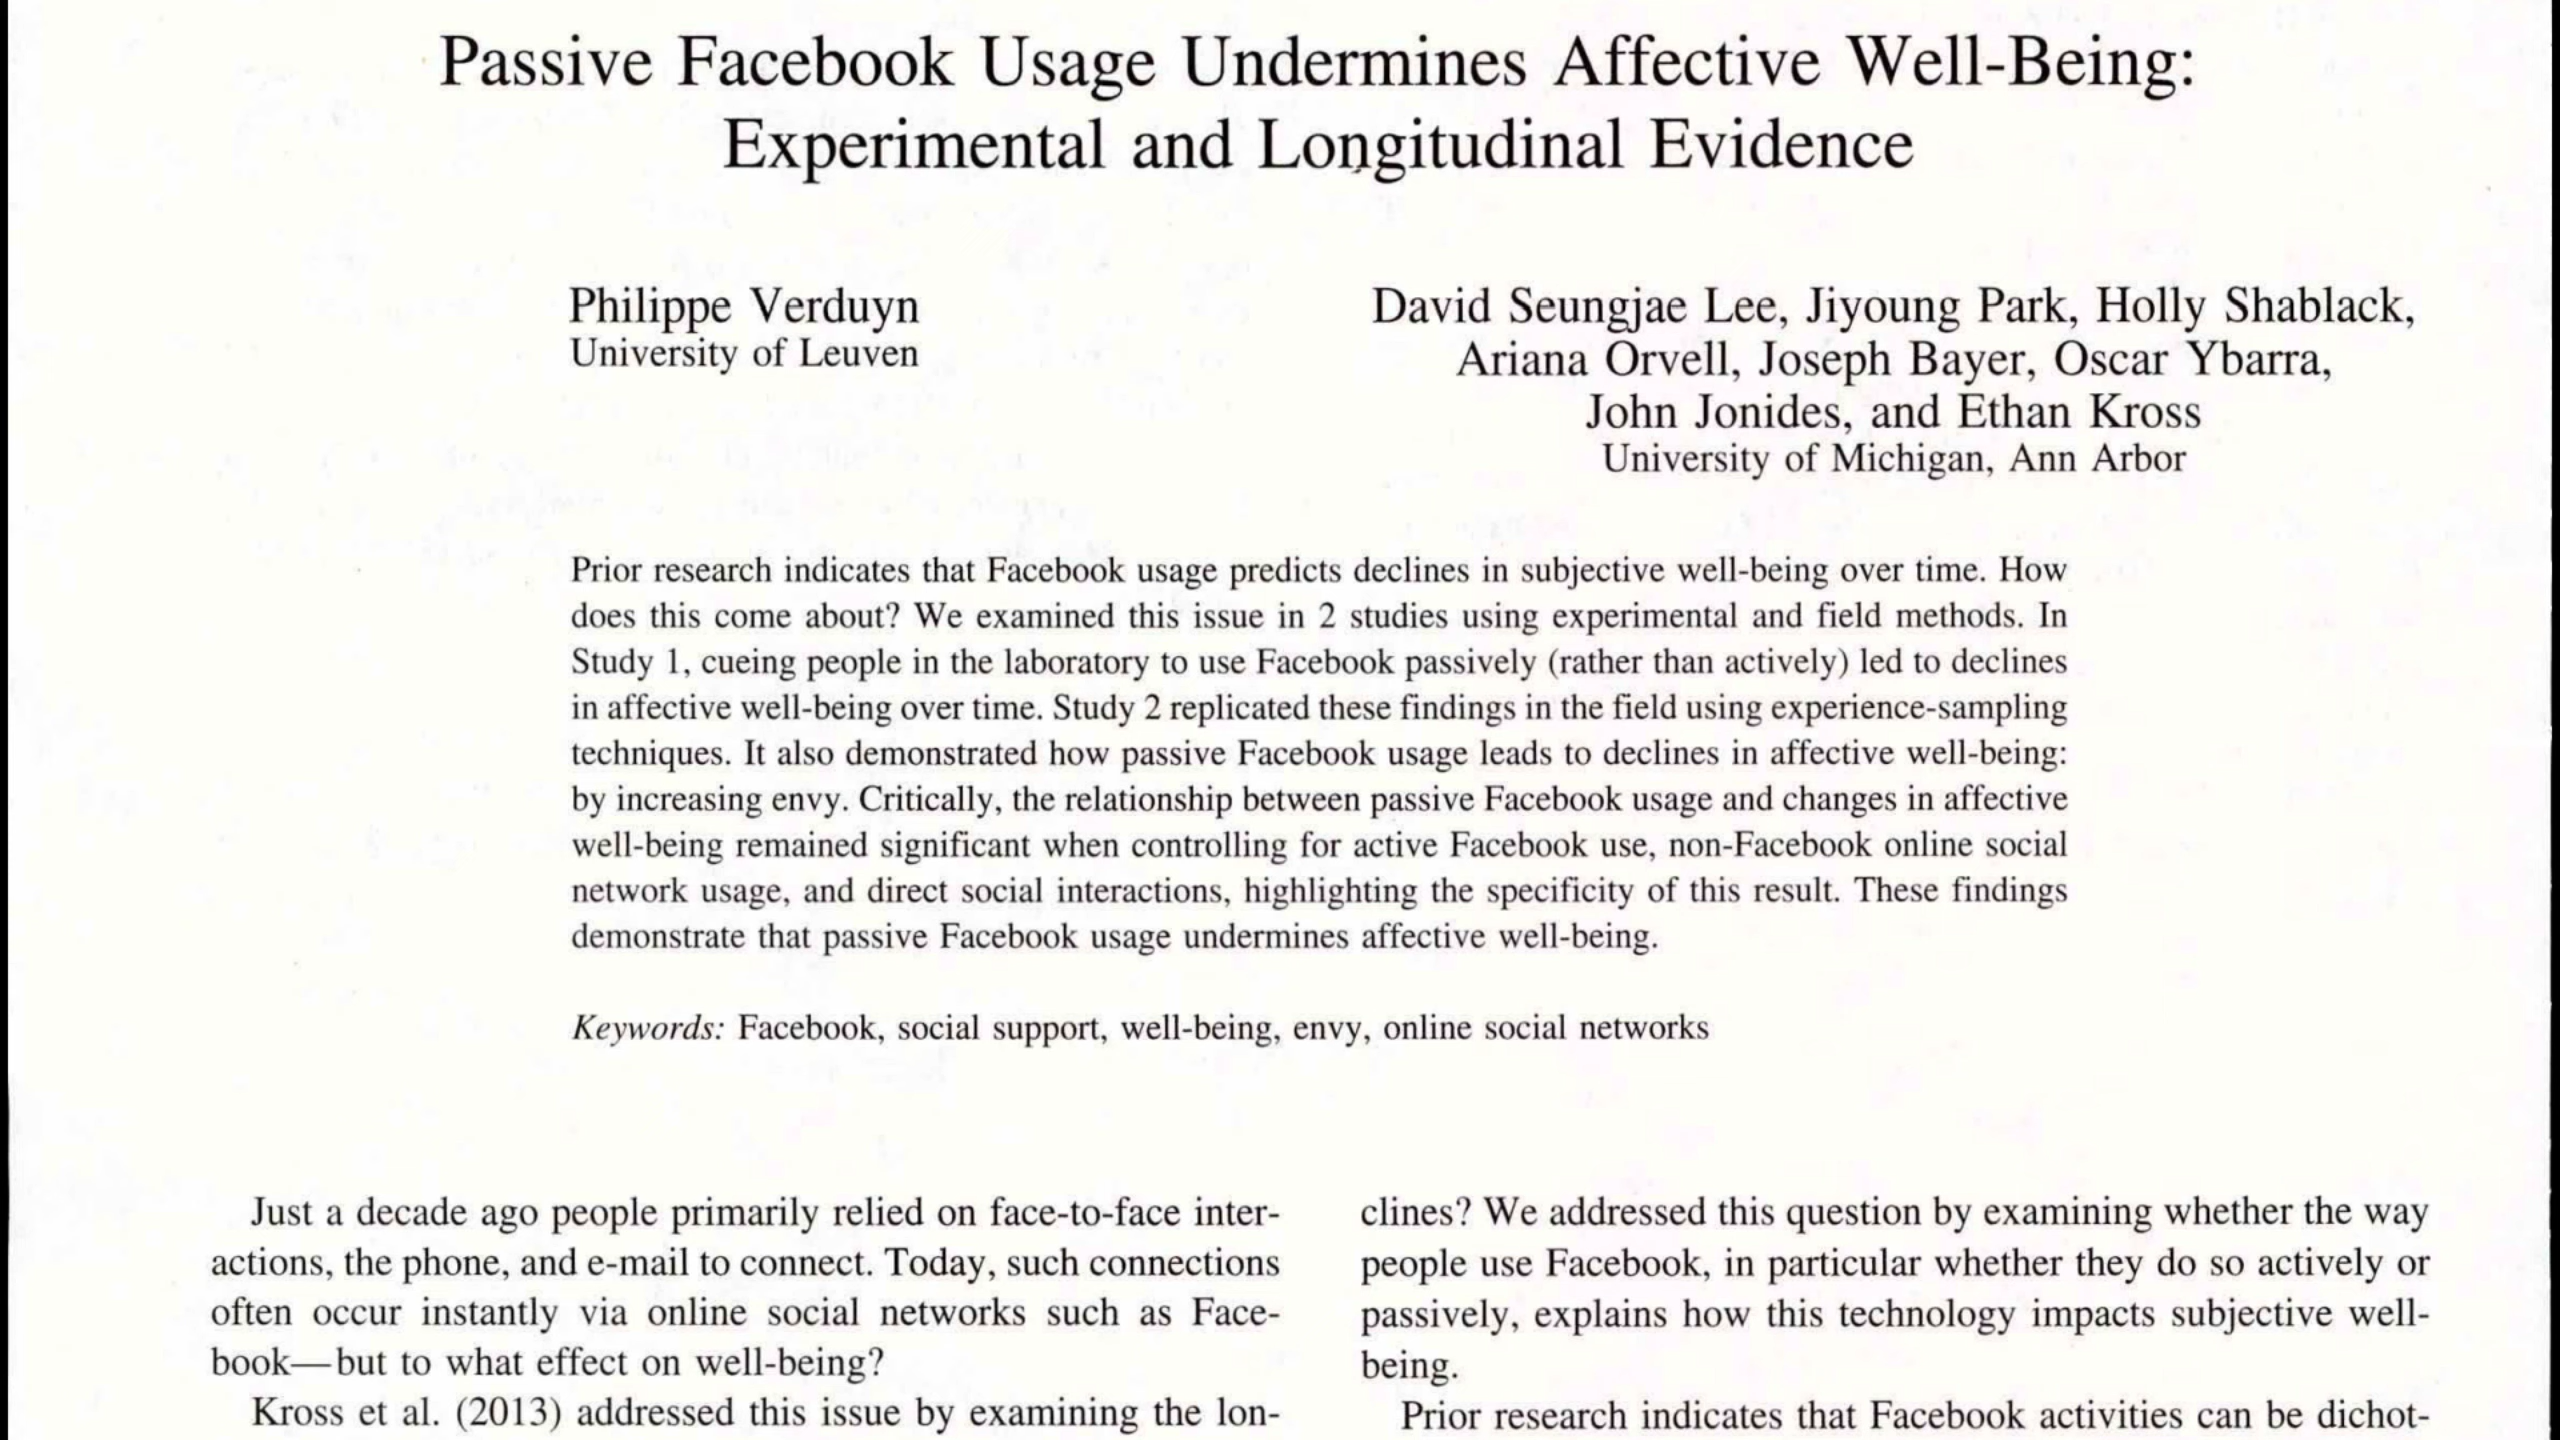 Passive Facebook Usage Undermines Affective Well-Being:
Experimental and Longitudinal Evidence
Philippe Verduyn
University of Leuven
David Seungjae Lee, Jiyoung Park, Holly Shablack,
Ariana Orvell, Joseph Bayer, Oscar Ybarra,
John Jonides, and Ethan Kross
University of Michigan, Ann Arbor
Prior research indicates that Facebook usage predicts declines in subjective well-being over time. How
does this come about? We examined this issue in 2 studies using experimental and field methods. In
Study 1, cueing people in the laboratory to use Facebook passively (rather than actively) led to declines
in affective well-being over time. Study 2 replicated these findings in the field using experience-sampling
techniques. It also demonstrated how passive Facebook usage leads to declines in affective well-being:
by increasing envy. Critically, the relationship between passive Facebook usage and changes in affective
well-being remained significant when controlling for active Facebook use, non-Facebook online social
network usage, and direct social interactions, highlighting the specificity of this result. These findings
demonstrate that passive Facebook usage undermines affective well-being.
Keywords: Facebook, social support, well-being, envy, online social networks
Just a decade ago people primarily relied on face-to-face inter-
actions, the phone, and e-mail to connect. Today, such connections
often occur instantly via online social networks such as Face-
book—but to what effect on well-being?
Kross et al. (2013) addressed this issue by examining the lon-
clines? We addressed this question by examining whether the way
people use Facebook, in particular whether they do so actively or
passively, explains how this technology impacts subjective well-
being.
Prior research indicates that Facebook activities can be dichot-